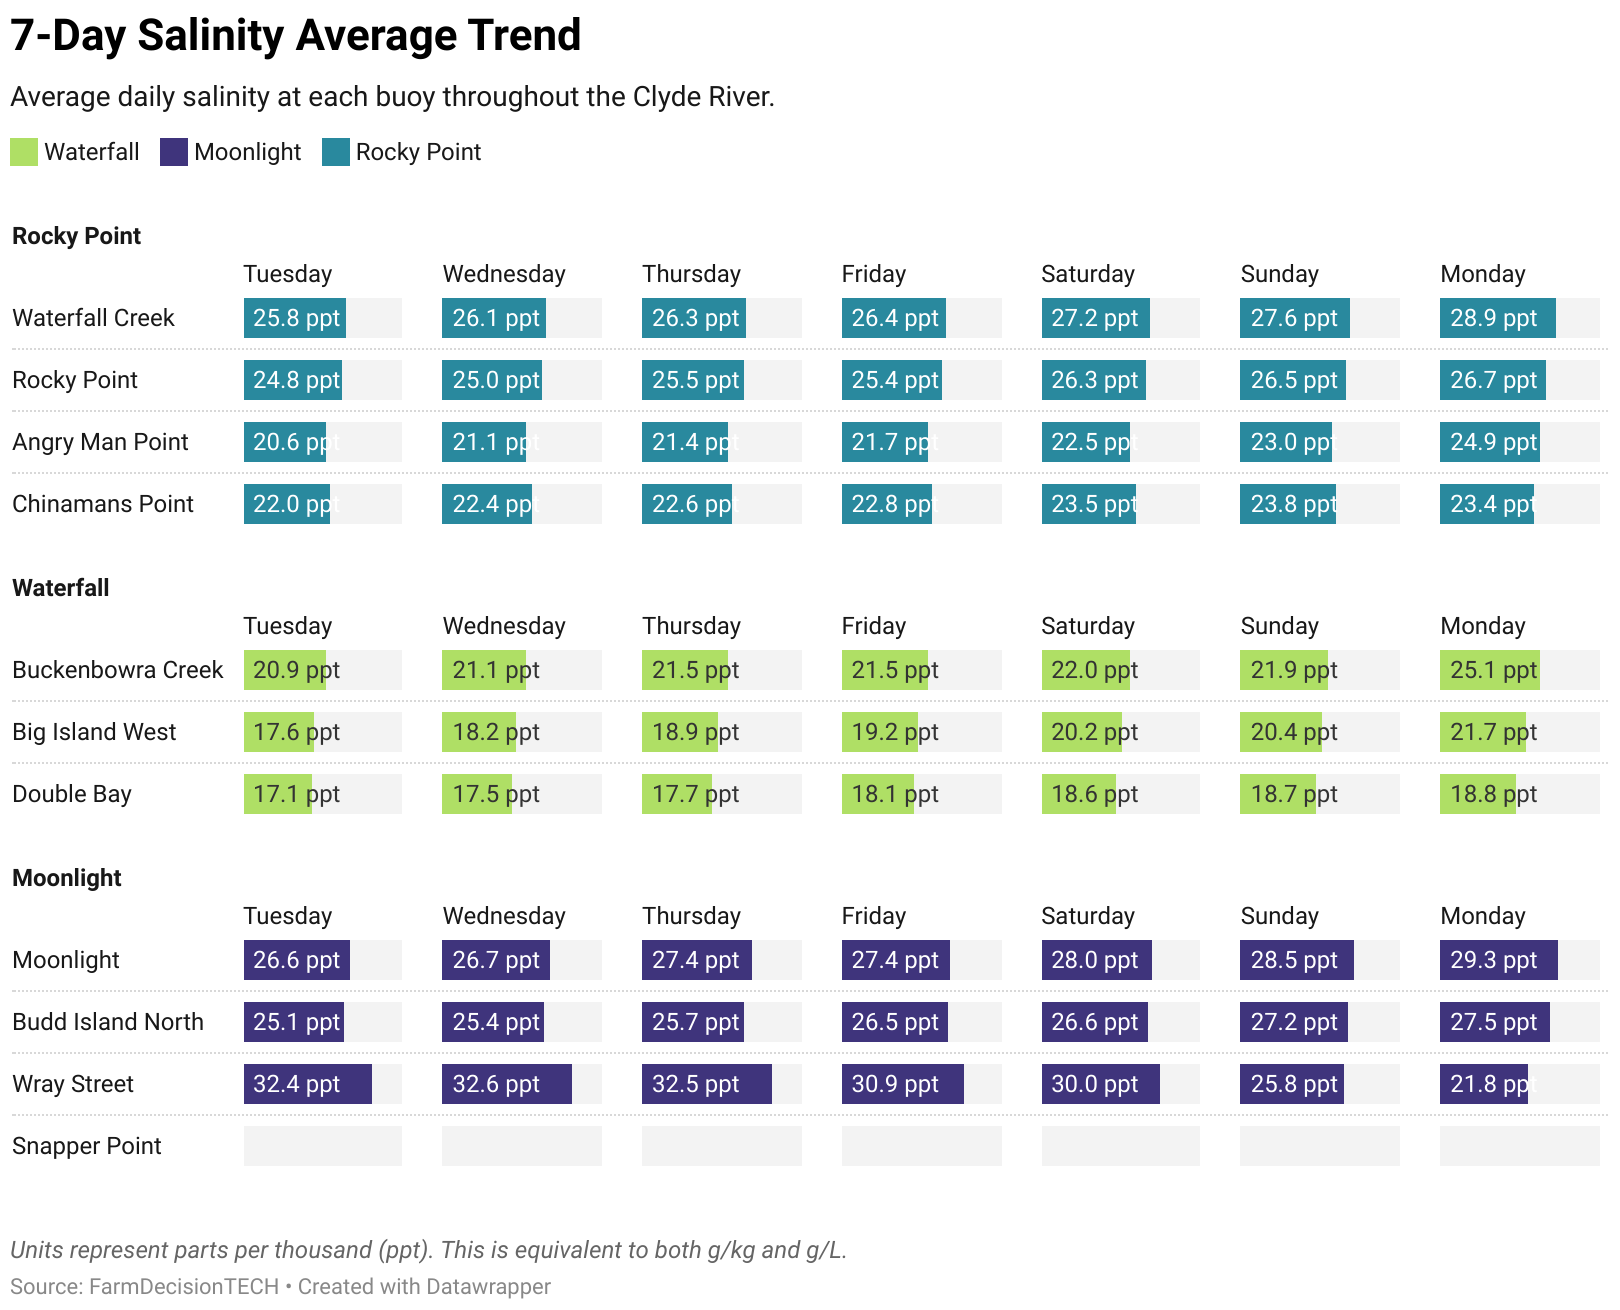 7-Day Salinity Average Trend
Average daily salinity at each buoy throughout the Clyde River.
Waterfall Moonlight Rocky Point
Rocky Point
Tuesday Wednesday Thursday Friday Saturday Sunday Monday
Waterfall Creek 25.8 ppt 26.1 ppt 26.3 ppt 26.4 ppt 27.2 ppt 27.6 ppt 28.9 ppt
Rocky Point 24.8 ppt 25.0 ppt 25.5 ppt 25.4 ppt 26.3 ppt 26.5 ppt 26.7 ppt
Angry Man Point 20.6 ppt 21.1 ppt 21.4 ppt 21.7 ppt 22.5 ppt 23.0 ppt 24.9 ppt
Chinamans Point 22.0 ppt 22.4 ppt 22.6 ppt 22.8 ppt 23.5 ppt 23.8 ppt 23.4 ppt
Waterfall
Tuesday Wednesday Thursday Friday Saturday Sunday Monday
Buckenbowra Creek 20.9 ppt 21.1 ppt 21.5 ppt 21.5 ppt 22.0 ppt 21.9 ppt 25.1 ppt
Big Island West 17.6 ppt 18.2 ppt 18.9 ppt 19.2 ppt 20.2 ppt 20.4 ppt 21.7 ppt
Double Bay 17.1 ppt 17.5 ppt 17.7 ppt 18.1 ppt 18.6 ppt 18.7 ppt 18.8 ppt
Moonlight
Tuesday Wednesday Thursday Friday Saturday Sunday Monday
Moonlight 26.6 ppt 26.7 ppt 27.4 ppt 27.4 ppt 28.0 ppt 28.5 ppt 29.3 ppt
Budd Island North 25.1 ppt 25.4 ppt 25.7 ppt 26.5 ppt 26.6 ppt 27.2 ppt 27.5 ppt
Wray Street 32.4 ppt 32.6 ppt 32.5 ppt 30.9 ppt 30.0 ppt 25.8 ppt 21.8 ppt
Snapper Point
Units represent parts per thousand (ppt). This is equivalent to both g/kg and g/L.
Source: FarmDecisionTECH • Created with Datawrapper